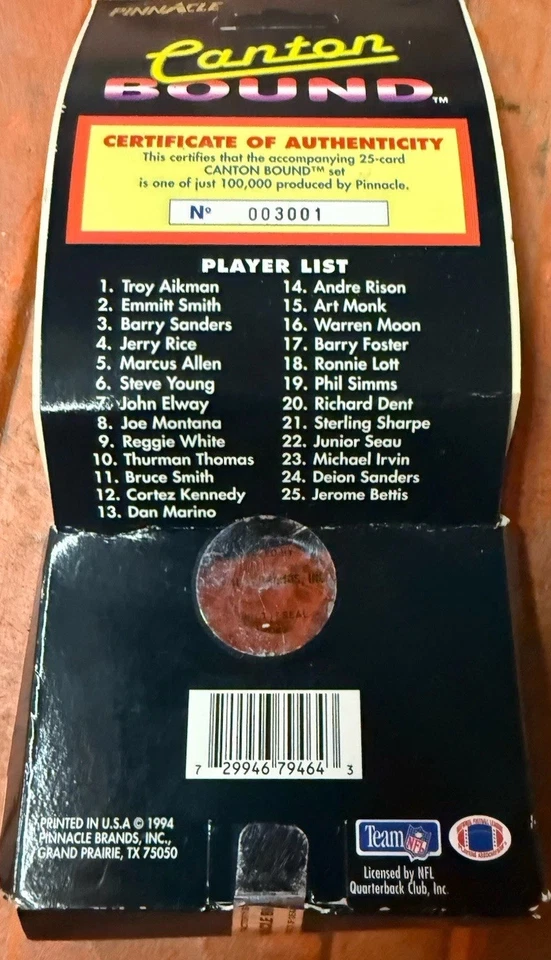 PINNACLE
Canton
BOUND™
CERTIFICATE OF AUTHENTICITY
This certifies that the accompanying 25-card
CANTON BOUND™ set
is one of just 100,000 produced by Pinnacle.
Nº 003001
PLAYER LIST
1. Troy Aikman
2. Emmitt Smith
3. Barry Sanders
4. Jerry Rice
5. Marcus Allen
6. Steve Young
7. John Elway
8. Joe Montana
9. Reggie White
10. Thurman Thomas
11. Bruce Smith
12. Cortez Kennedy
13. Dan Marino
14. Andre Rison
15. Art Monk
16. Warren Moon
17. Barry Foster
18. Ronnie Lott
19. Phil Simms
20. Richard Dent
21. Sterling Sharpe
22. Junior Seau
23. Michael Irvin
24. Deion Sanders
25. Jerome Bettis
SEAL
7 29946 79464 3
PRINTED IN U.S.A © 1994
PINNACLE BRANDS, INC.,
GRAND PRAIRIE, TX 75050
Team NFL
Licensed by NFL
Quarterback Club, Inc.